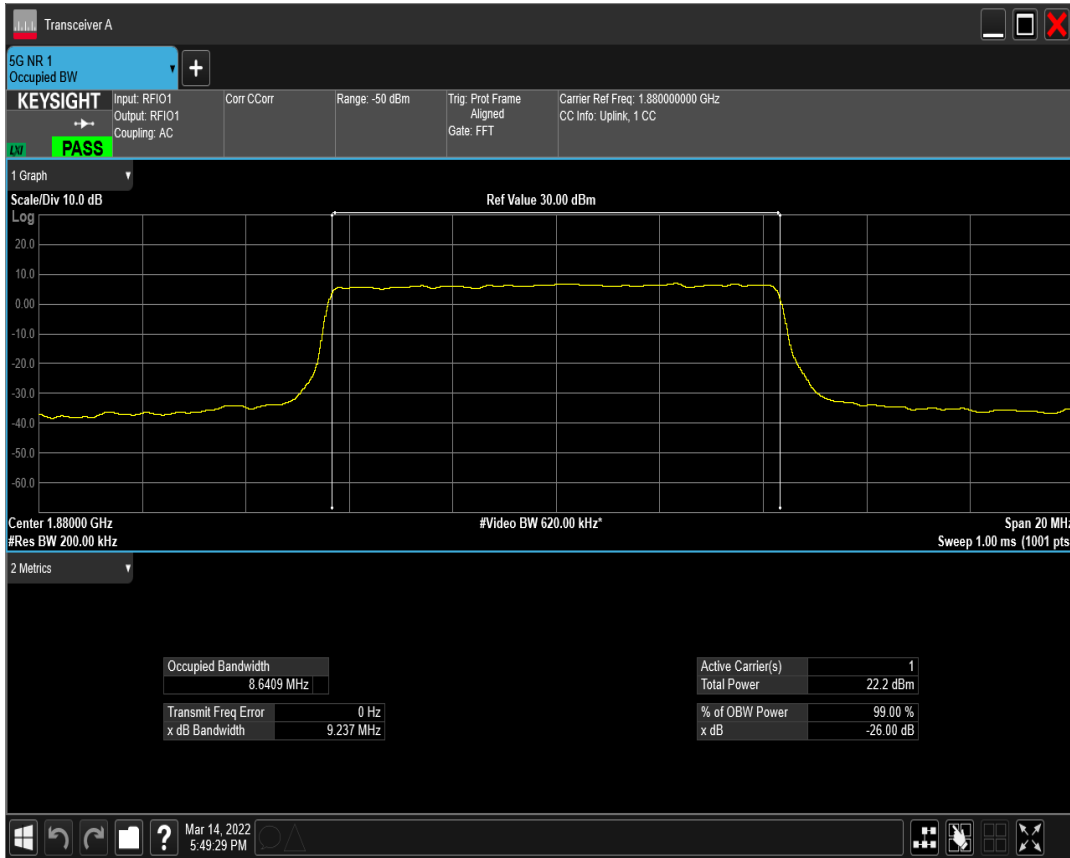 Transceiver A
5G NR 1
Occupied BW
KEYSIGHT
LXI
PASS
Input: RFIO1
Output: RFIO1
Coupling: AC
Corr CCorr
Range: -50 dBm
Trig: Prot Frame
Aligned
Gate: FFT
Carrier Ref Freq: 1.880000000 GHz
CC Info: Uplink, 1 CC
1 Graph
Scale/Div 10.0 dB
Ref Value 30.00 dBm
Log
20.0
10.0
0.00
-10.0
-20.0
-30.0
-40.0
-50.0
-60.0
Center 1.88000 GHz
#Video BW 620.00 kHz*
Span 20 MHz
#Res BW 200.00 kHz
Sweep 1.00 ms (1001 pts
2 Metrics
Occupied Bandwidth
8.6409 MHz
Transmit Freq Error 0 Hz
x dB Bandwidth 9.237 MHz
Active Carrier(s) 1
Total Power 22.2 dBm
% of OBW Power 99.00 %
x dB -26.00 dB
?
Mar 14, 2022
5:49:29 PM